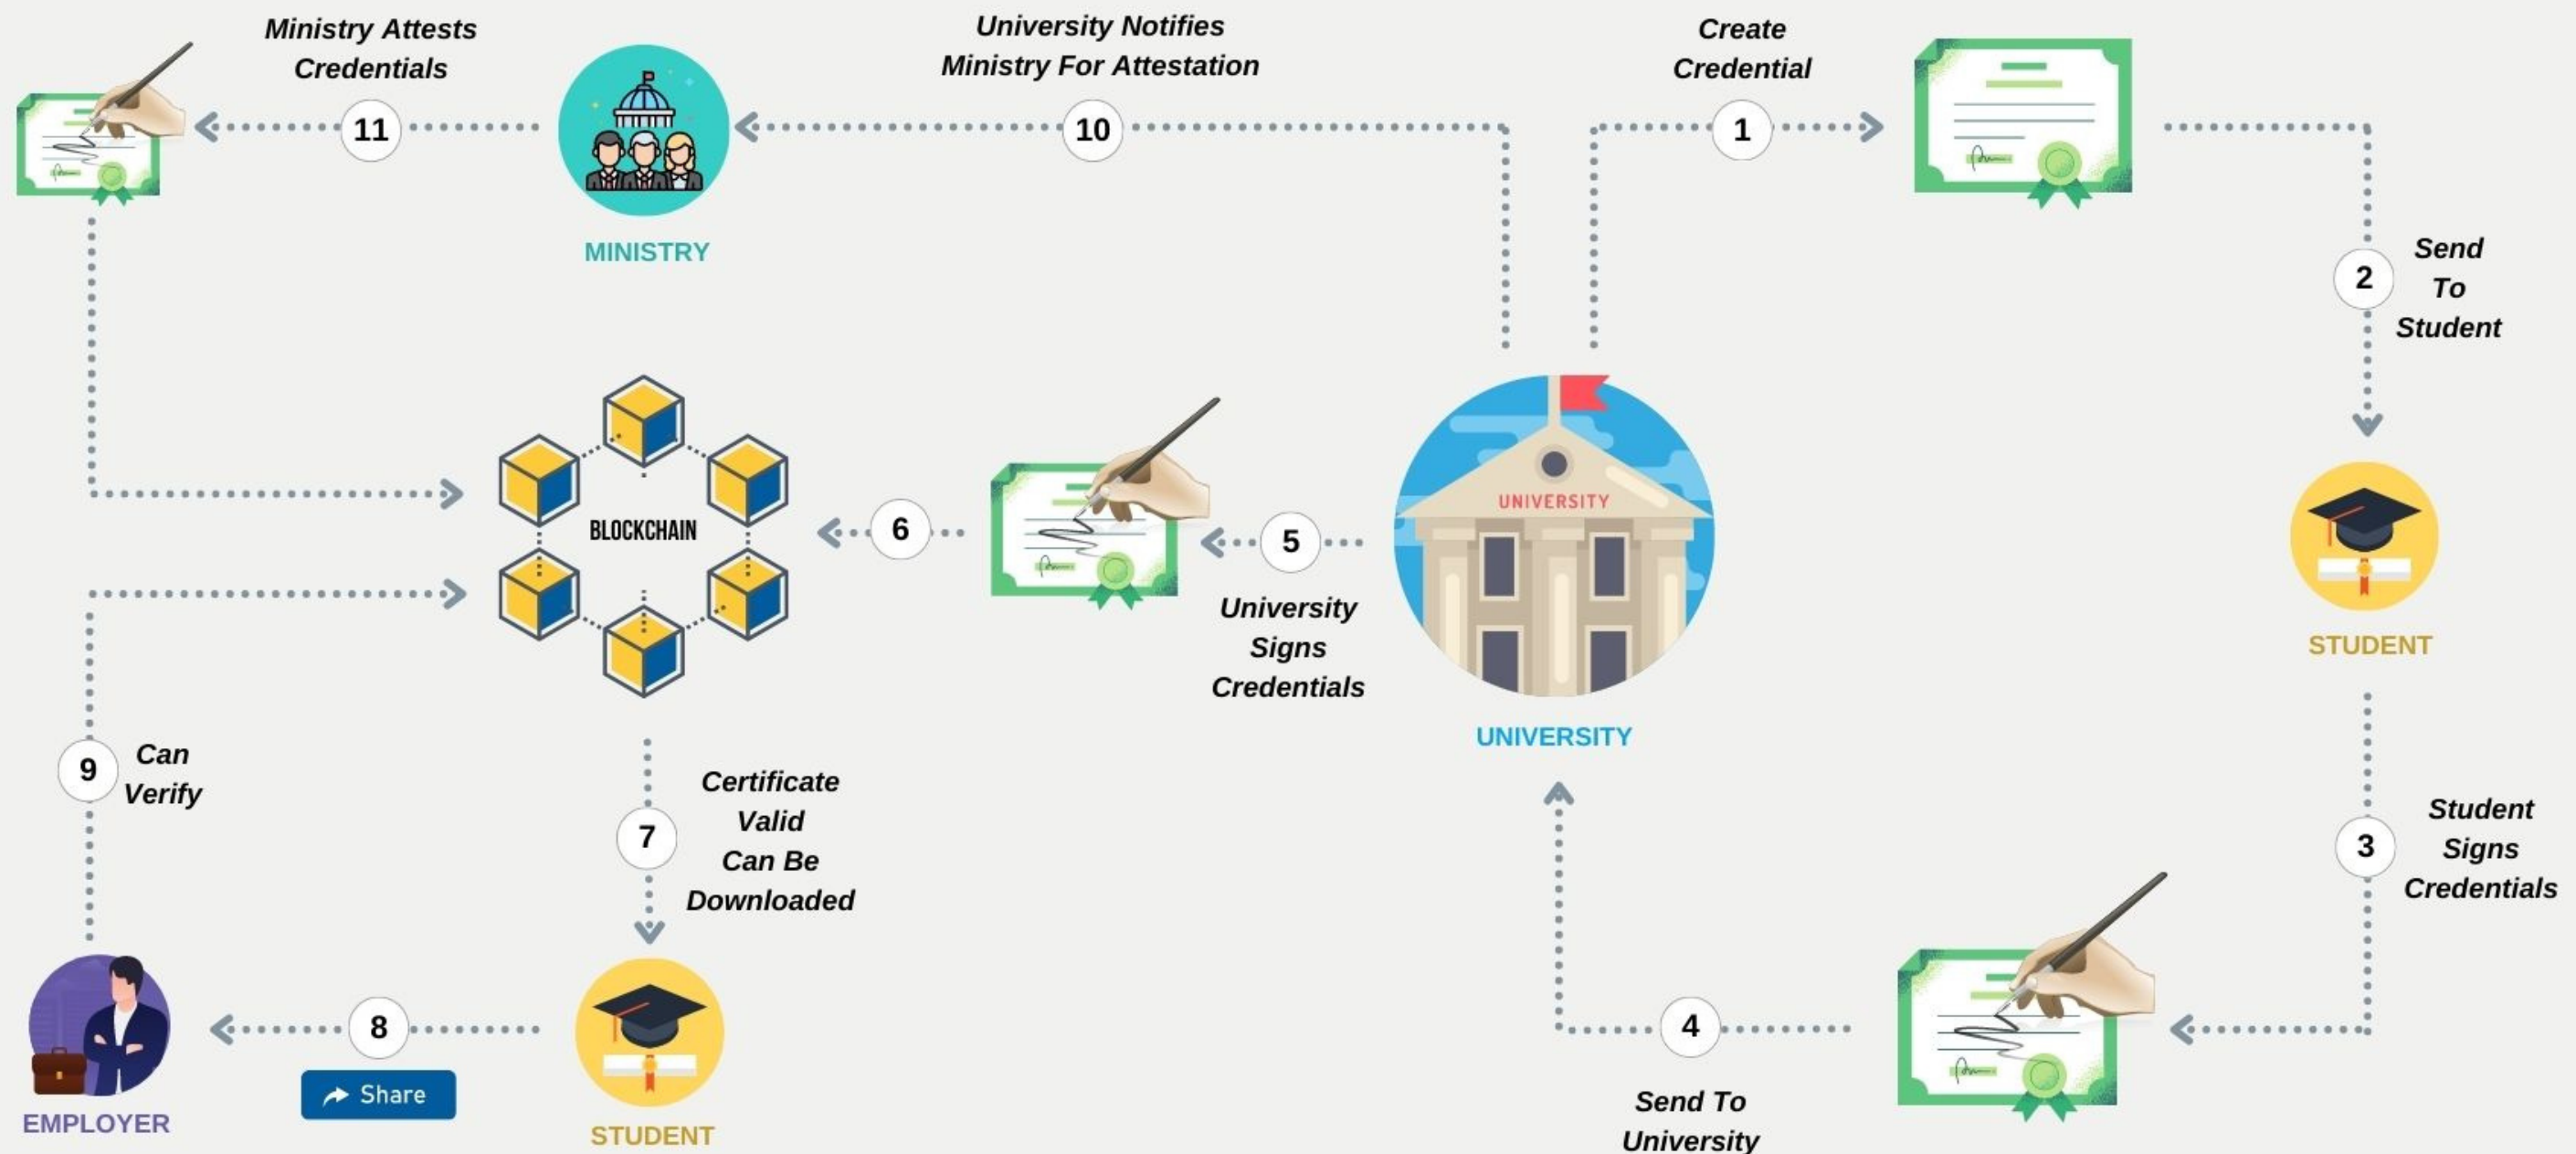 Ministry Attests
Credentials
11
MINISTRY
University Notifies
Ministry For Attestation
10
Create
Credential
1
2
Send
To
Student
STUDENT
3
Student
Signs
Credentials
4
Send To
University
UNIVERSITY
UNIVERSITY
5
University
Signs
Credentials
6
BLOCKCHAIN
7
Certificate
Valid
Can Be
Downloaded
STUDENT
8
Share
EMPLOYER
9
Can
Verify